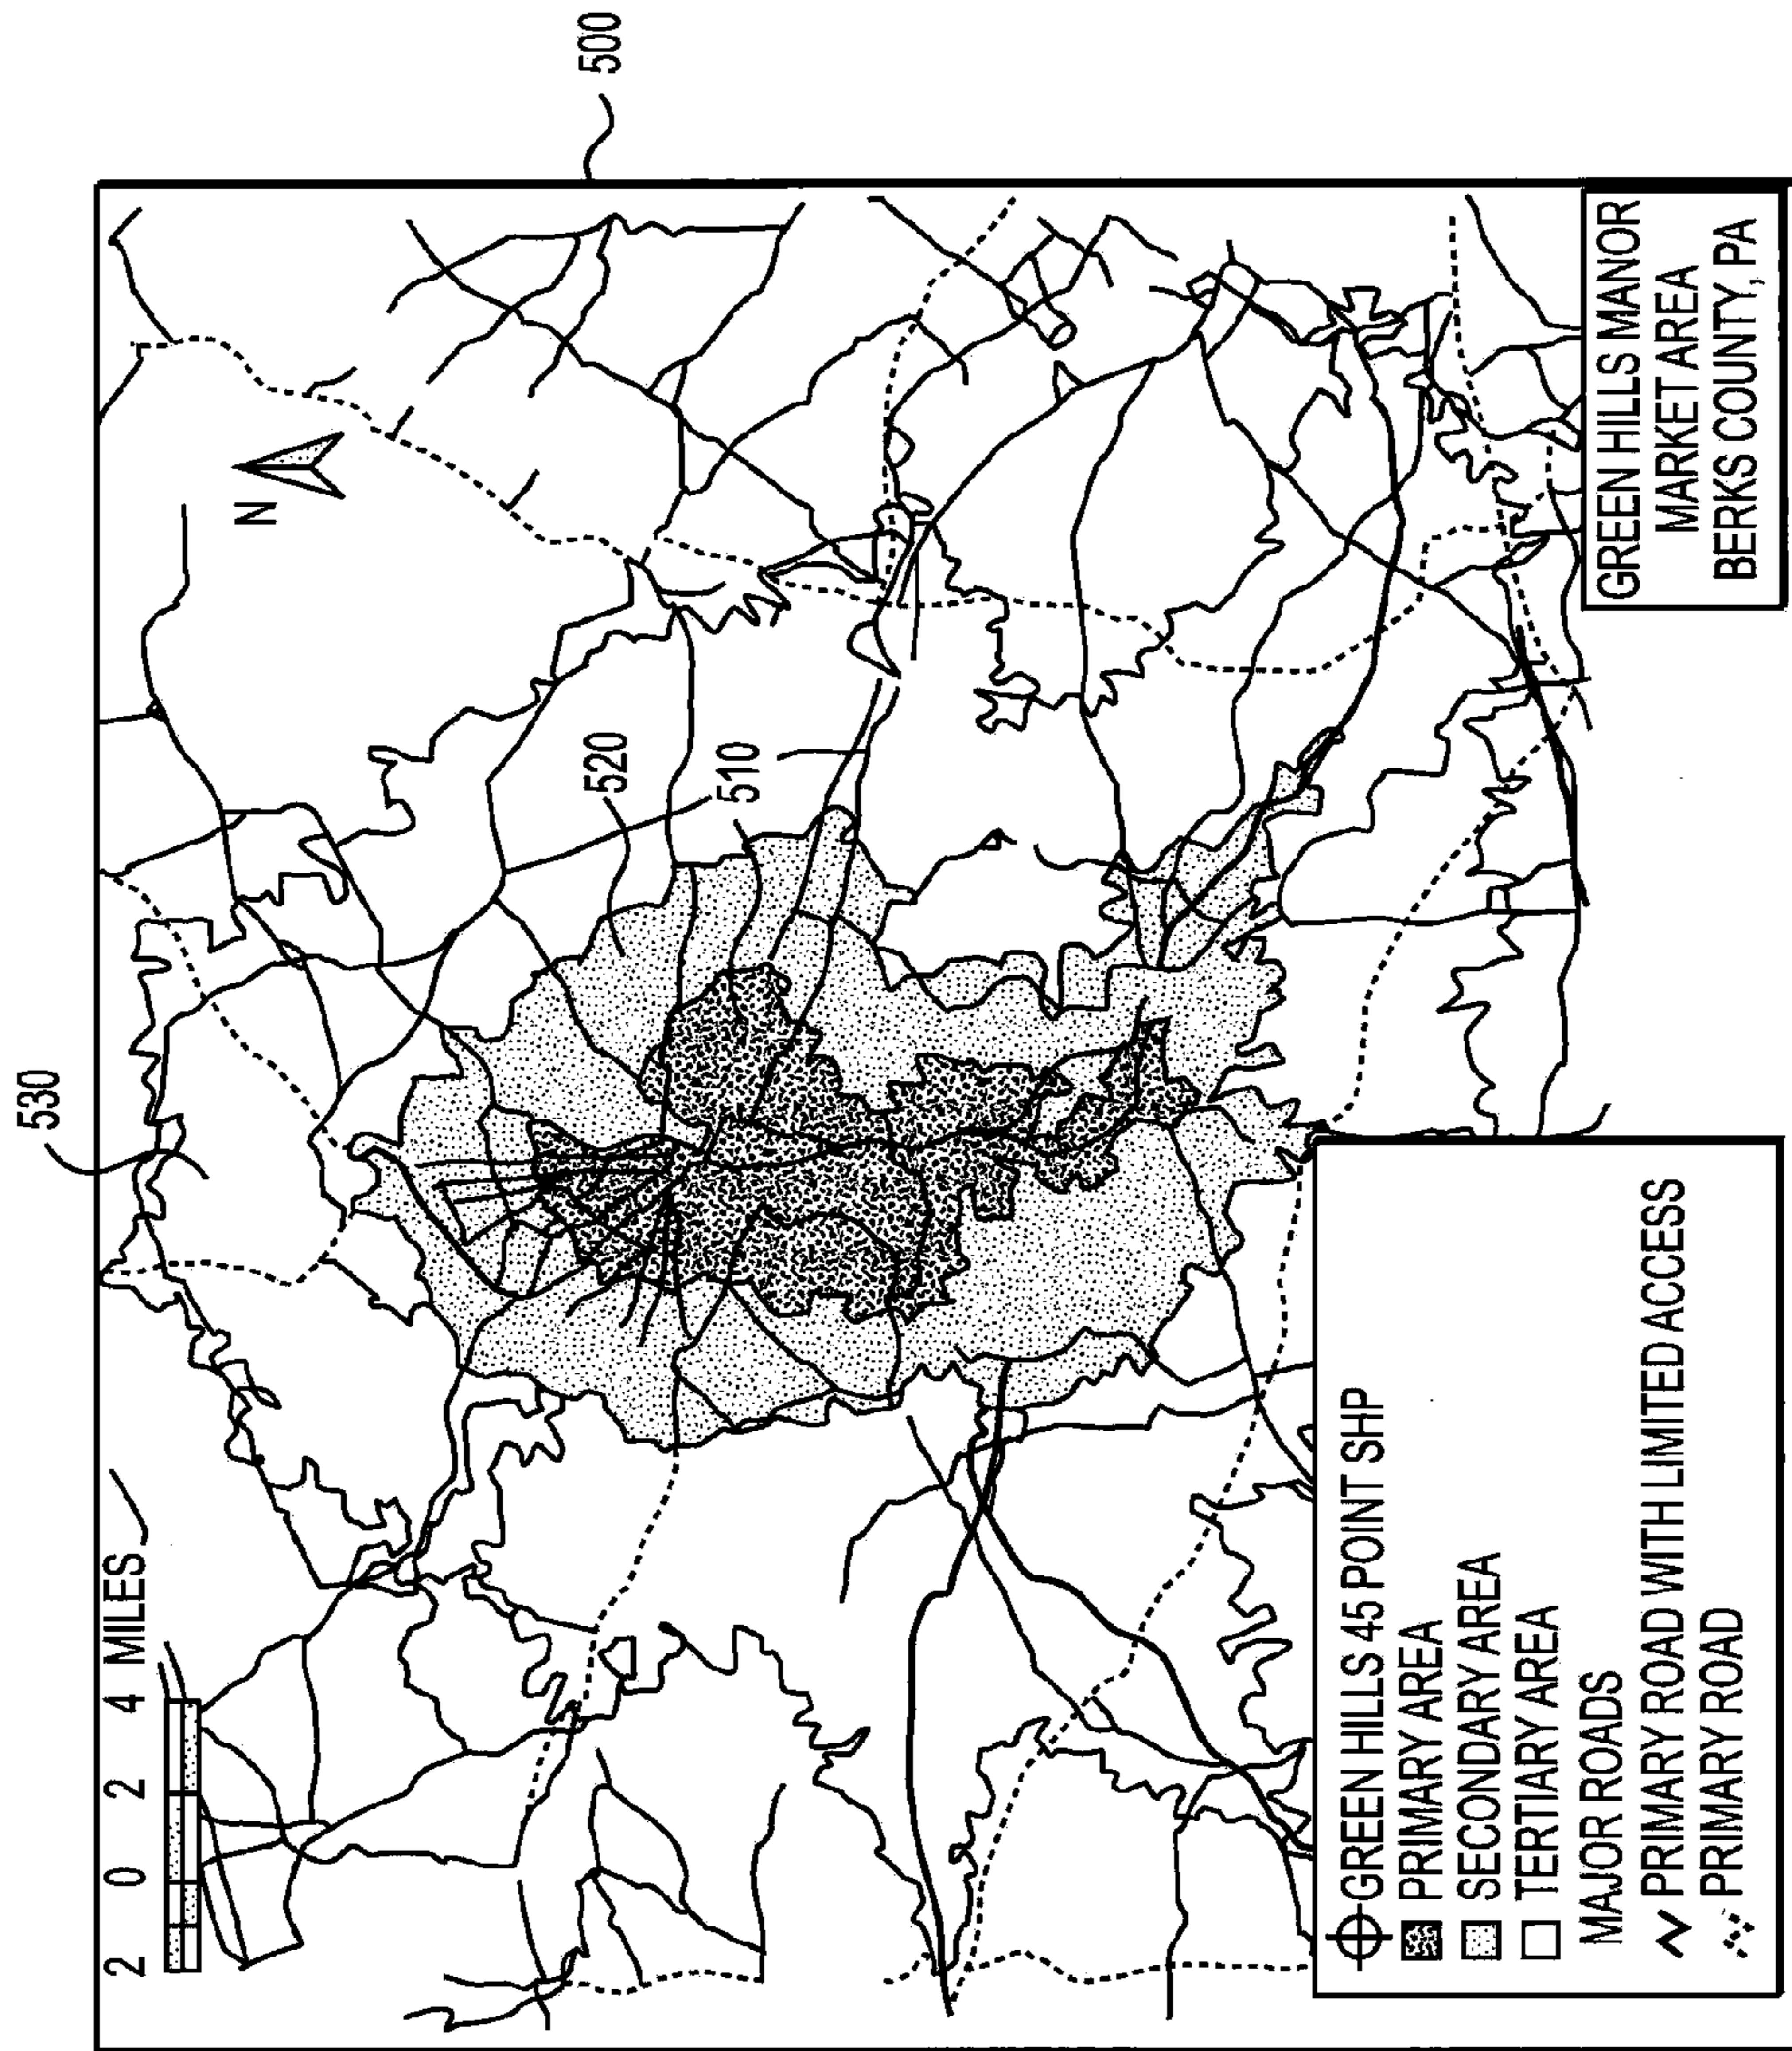 530
500
2 0 2 4 MILES
N
520
510
GREEN HILLS 45 POINT SHP
PRIMARY AREA
SECONDARY AREA
TERTIARY AREA
MAJOR ROADS
PRIMARY ROAD WITH LIMITED ACCESS
PRIMARY ROAD
GREEN HILLS MANOR
MARKET AREA
BERKS COUNTY, PA